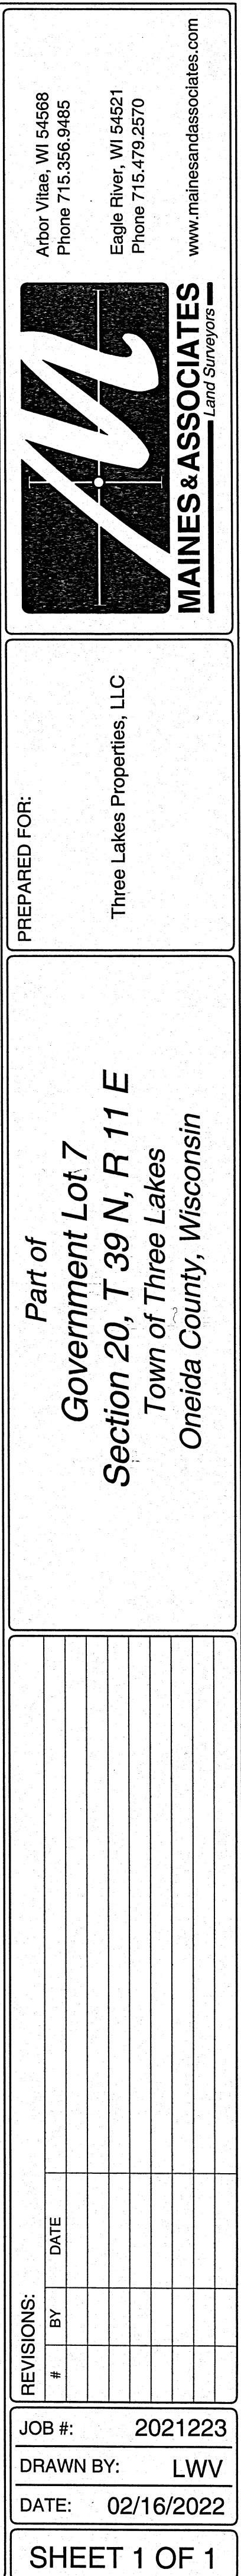 Arbor Vitae, WI 54568
Phone 715.356.9485
Eagle River, WI 54521
Phone 715.479.2570
www.mainesandassociates.com
MAINES & ASSOCIATES
Land Surveyors
PREPARED FOR:
Three Lakes Properties, LLC
Part of
Government Lot 7
Section 20, T 39 N, R 11 E
Town of Three Lakes
Oneida County, Wisconsin
REVISIONS:
# BY DATE
JOB #: 2021223
DRAWN BY: LWV
DATE: 02/16/2022
SHEET 1 OF 1